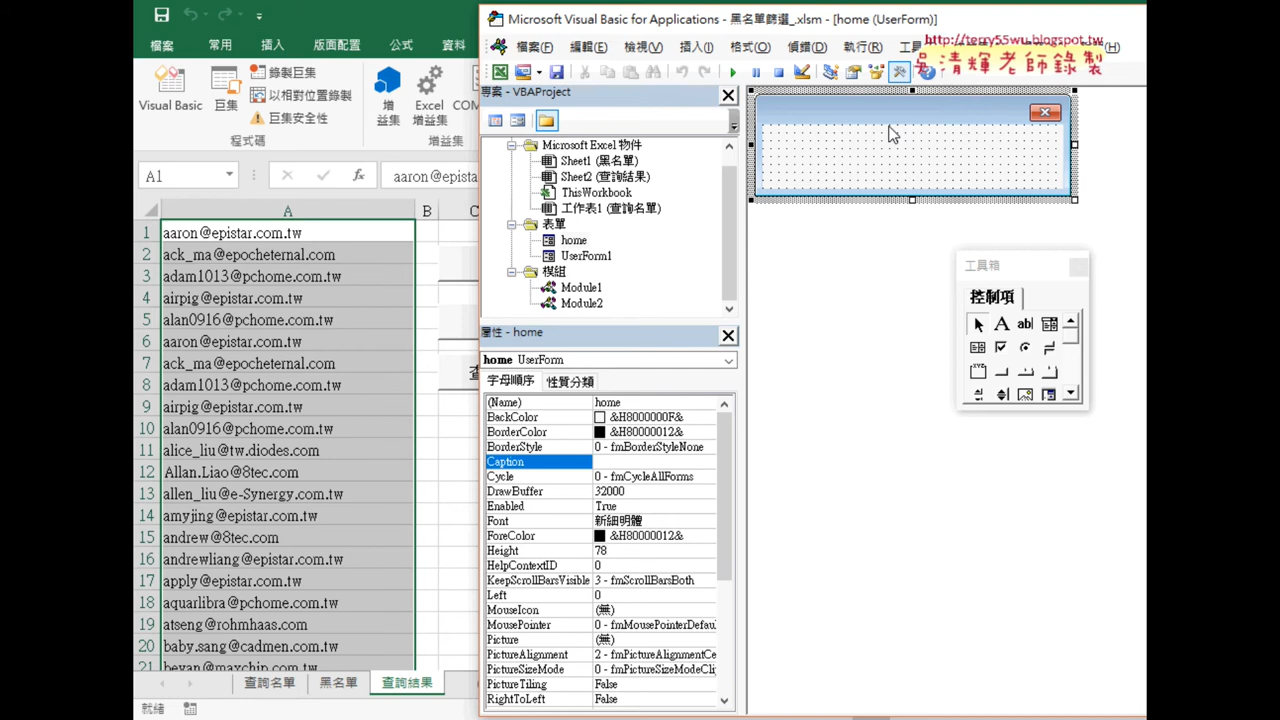 Microsoft Visual Basic for Applications - 黑名單篩選_.xlsm - [home (UserForm)]
http://terry55wu.blogspot.tw
吳清輝老師錄製
檔案 常用 插入 版面配置 公式 資料
檔案(F) 編輯(E) 檢視(V) 插入(I) 格式(O) 偵錯(D) 執行(R) 工具 (H)
Visual Basic 巨集
錄製巨集
以相對位置錄製
巨集安全性
增益集
Excel 增益集
COM
程式碼 增益集
A1
aaron@epista
A B C
1 aaron@epistar.com.tw
2 ack_ma@epocheternal.com
3 adam1013@pchome.com.tw
4 airpig@epistar.com.tw
5 alan0916@pchome.com.tw
6 aaron@epistar.com.tw
7 ack_ma@epocheternal.com
8 adam1013@pchome.com.tw
9 airpig@epistar.com.tw
10 alan0916@pchome.com.tw
11 alice_liu@tw.diodes.com
12 Allan.Liao@8tec.com
13 allen_liu@e-Synergy.com.tw
14 amyjing@epistar.com.tw
15 andrew@8tec.com
16 andrewliang@epistar.com.tw
17 apply@epistar.com.tw
18 aquarlibra@pchome.com.tw
19 atseng@rohmhaas.com
20 baby.sang@cadmen.com.tw
21 bevan@maxchip.com.tw
查
查詢名單 黑名單 查詢結果
就緒
專案 - VBAProject
Microsoft Excel 物件
Sheet1 (黑名單)
Sheet2 (查詢結果)
ThisWorkbook
工作表1 (查詢名單)
表單
home
UserForm1
模組
Module1
Module2
屬性 - home
home UserForm
字母順序 性質分類
(Name) home
BackColor &H8000000F&
BorderColor &H80000012&
BorderStyle 0 - fmBorderStyleNone
Caption
Cycle 0 - fmCycleAllForms
DrawBuffer 32000
Enabled True
Font 新細明體
ForeColor &H80000012&
Height 78
HelpContextID 0
KeepScrollBarsVisible 3 - fmScrollBarsBoth
Left 0
MouseIcon (無)
MousePointer 0 - fmMousePointerDefau
Picture (無)
PictureAlignment 2 - fmPictureAlignmentCe
PictureSizeMode 0 - fmPictureSizeModeCli
PictureTiling False
RightToLeft False
工具箱
控制項
A ab|